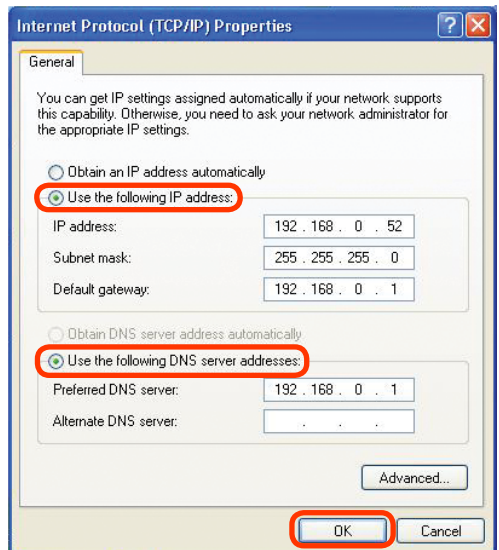 Internet Protocol (TCP/IP) Properties
General
You can get IP settings assigned automatically if your network supports
this capability. Otherwise, you need to ask your network administrator for
the appropriate IP settings.
Obtain an IP address automatically
Use the following IP address:
IP address: 192 . 168 . 0 . 52
Subnet mask: 255 . 255 . 255 . 0
Default gateway: 192 . 168 . 0 . 1
Obtain DNS server address automatically
Use the following DNS server addresses:
Preferred DNS server: 192 . 168 . 0 . 1
Alternate DNS server: . . .
Advanced...
OK Cancel